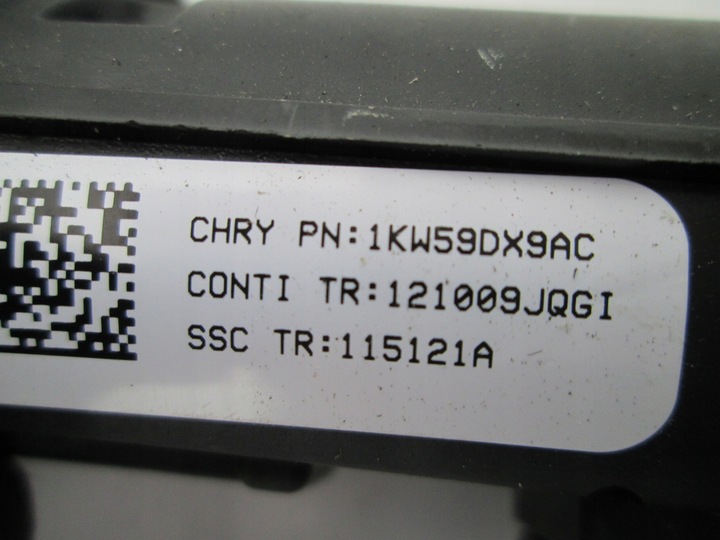 CHRY PN:1KW59DX9AC
CONTI TR:121009JQGI
SSC TR:115121A